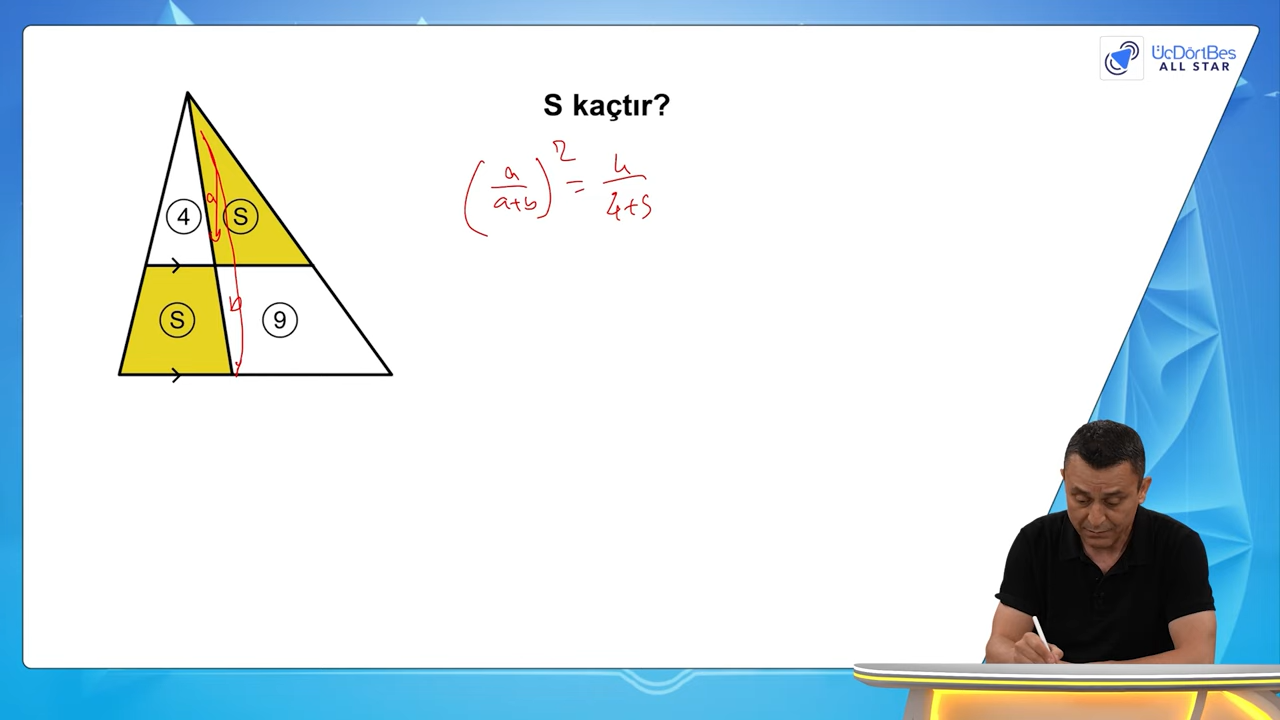 ÜçDörtBeş
ALL STAR
S kaçtır?
(a/a+b)² = 4/4+S
4
a
S
S
9